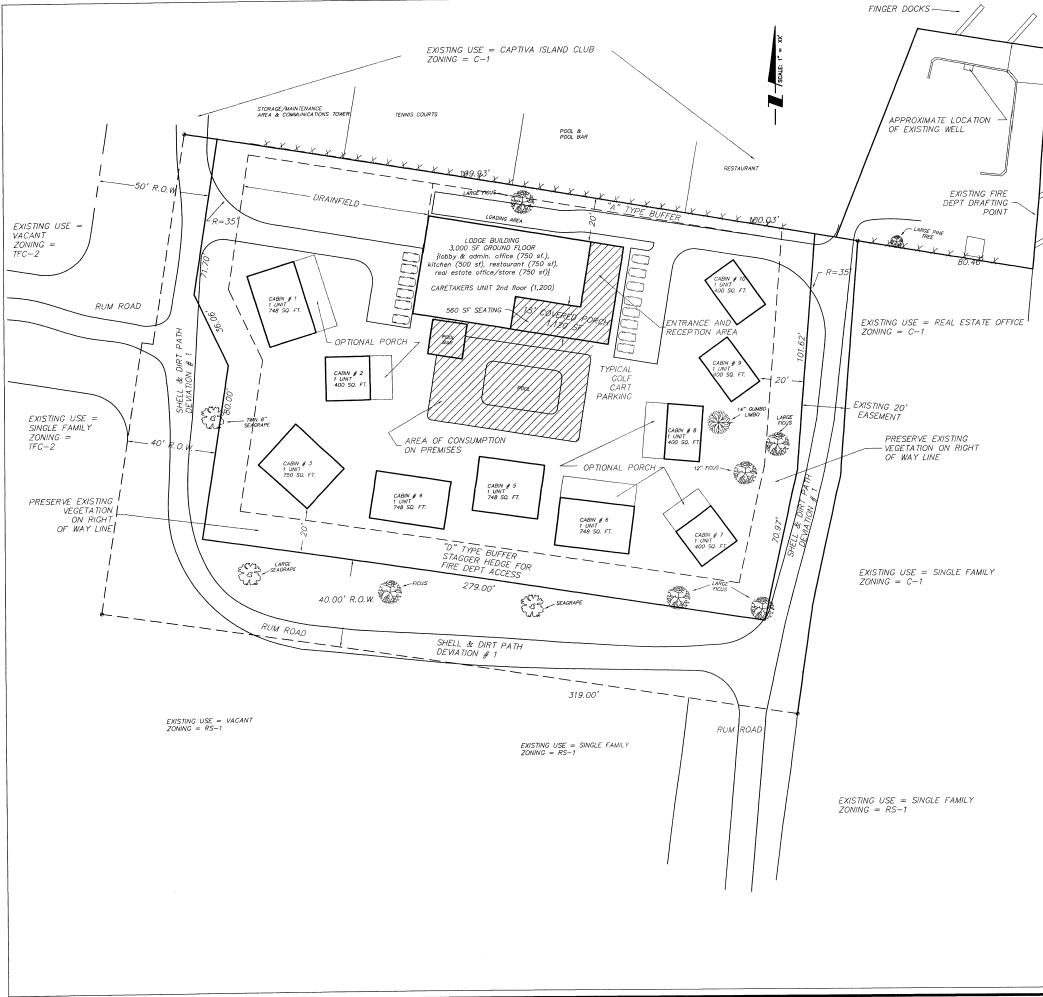 FINGER DOCKS
EXISTING USE = CAPTIVA ISLAND CLUB
ZONING = C-1
SCALE: 1" = XX'
STORAGE/MAINTENANCE
AREA & COMMUNICATIONS TOWER
TENNIS COURTS
POOL &
POOL BAR
RESTAURANT
APPROXIMATE LOCATION
OF EXISTING WELL
EXISTING FIRE
DEPT DRAFTING
POINT
50' R.O.W.
R=35'
DRAINFIELD
LARGE FICUS
LOADING AREA
20'
"A" TYPE BUFFER
100.03'
LARGE PINE
TREE
80.46'
EXISTING USE =
VACANT
ZONING =
TFC-2
71.70'
LODGE BUILDING
3,000 SF GROUND FLOOR
[lobby & admin. office (750 sf.),
kitchen (500 sf), restaurant (750 sf),
real estate office/store (750 sf)]
CARETAKERS UNIT 2nd floor (1,200)
560 SF SEATING
15' COVERED PORCH
1,120 SF
ENTRANCE AND
RECEPTION AREA
R=35'
CABIN # 10
1 UNIT
400 SQ. FT.
EXISTING USE = REAL ESTATE OFFICE
ZONING = C-1
RUM ROAD
36.06'
CABIN # 1
1 UNIT
748 SQ. FT.
OPTIONAL PORCH
POOL
BAR
101.62'
SHELL & DIRT PATH
DEVIATION # 1
CABIN # 2
1 UNIT
400 SQ. FT.
POOL
TYPICAL
GOLF
CART
PARKING
CABIN # 9
1 UNIT
400 SQ. FT.
20'
EXISTING 20'
EASEMENT
EXISTING USE =
SINGLE FAMILY
ZONING =
TFC-2
40' R.O.W.
80.00'
TWIN 8"
SEAGRAPE
AREA OF CONSUMPTION
ON PREMISES
CABIN # 8
1 UNIT
400 SQ. FT.
14" GUMBO
LIMBO
LARGE
FICUS
PRESERVE EXISTING
VEGETATION ON RIGHT
OF WAY LINE
CABIN # 3
1 UNIT
750 SQ. FT.
OPTIONAL PORCH
12" FICUS
CABIN # 4
1 UNIT
748 SQ. FT.
CABIN # 5
1 UNIT
748 SQ. FT.
CABIN # 6
1 UNIT
748 SQ. FT.
CABIN # 7
1 UNIT
400 SQ. FT.
PRESERVE EXISTING
VEGETATION
ON RIGHT
OF WAY LINE
20'
70.97'
SHELL & DIRT PATH
DEVIATION # 1
"D" TYPE BUFFER
STAGGER HEDGE FOR
FIRE DEPT ACCESS
279.00'
LARGE
SEAGRAPE
FICUS
40.00' R.O.W.
SEAGRAPE
LARGE
FICUS
EXISTING USE = SINGLE FAMILY
ZONING = C-1
RUM ROAD
SHELL & DIRT PATH
DEVIATION # 1
319.00'
EXISTING USE = VACANT
ZONING = RS-1
RUM ROAD
EXISTING USE = SINGLE FAMILY
ZONING = RS-1
EXISTING USE = SINGLE FAMILY
ZONING = RS-1